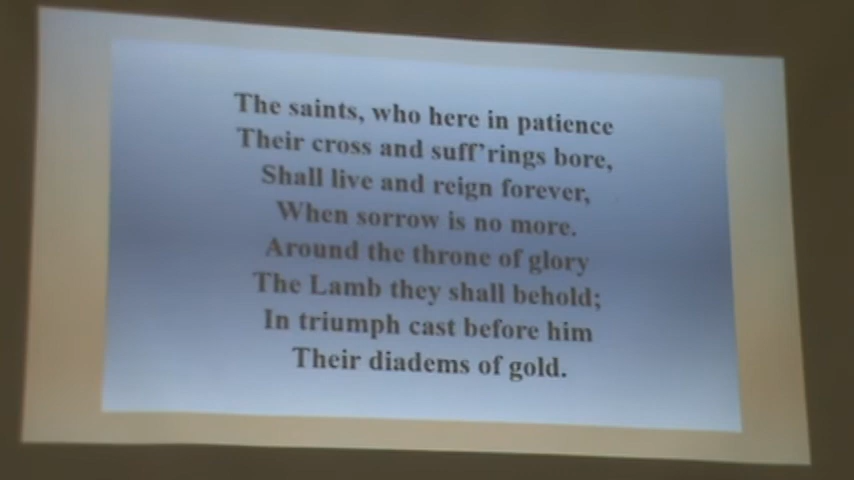 The saints, who here in patience
Their cross and suff’rings bore,
Shall live and reign forever,
When sorrow is no more.
Around the throne of glory
The Lamb they shall behold;
In triumph cast before him
Their diadems of gold.